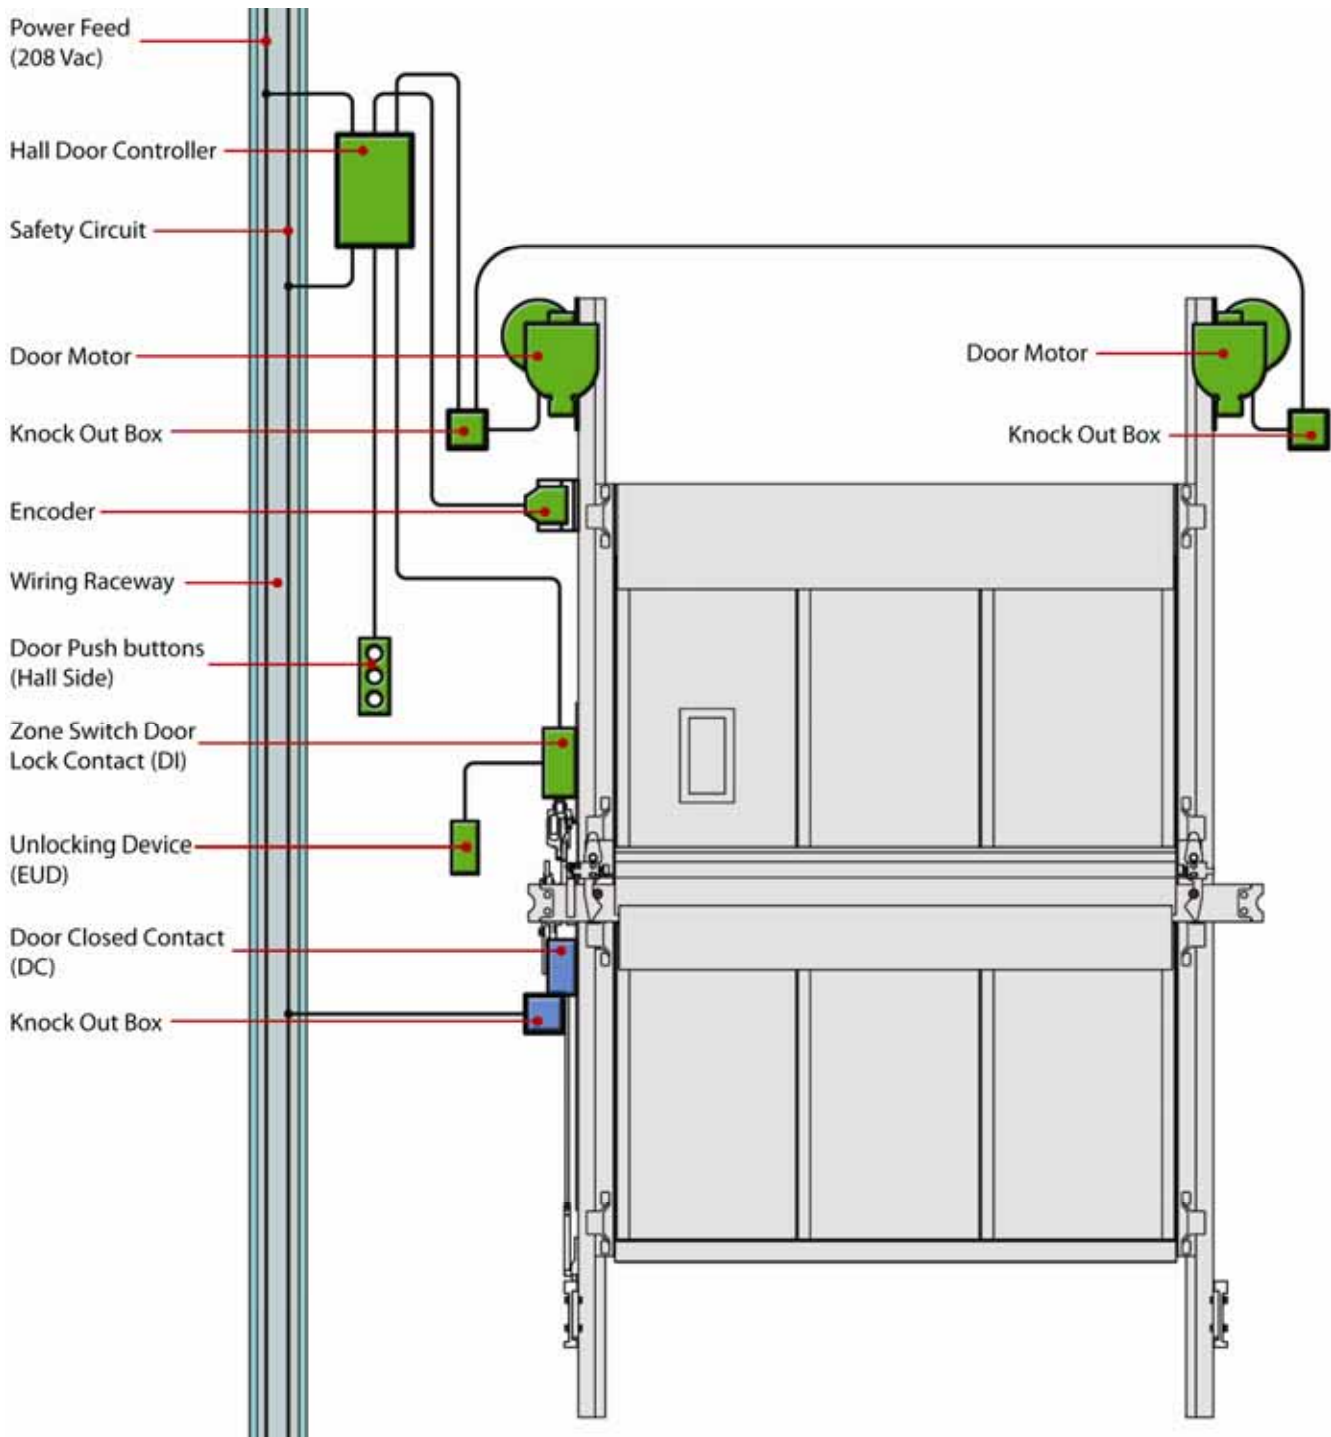 Power Feed
(208 Vac)
Hall Door Controller
Safety Circuit
Door Motor
Door Motor
Knock Out Box
Knock Out Box
Encoder
Wiring Raceway
Door Push buttons
(Hall Side)
Zone Switch Door
Lock Contact (DI)
Unlocking Device
(EUD)
Door Closed Contact
(DC)
Knock Out Box